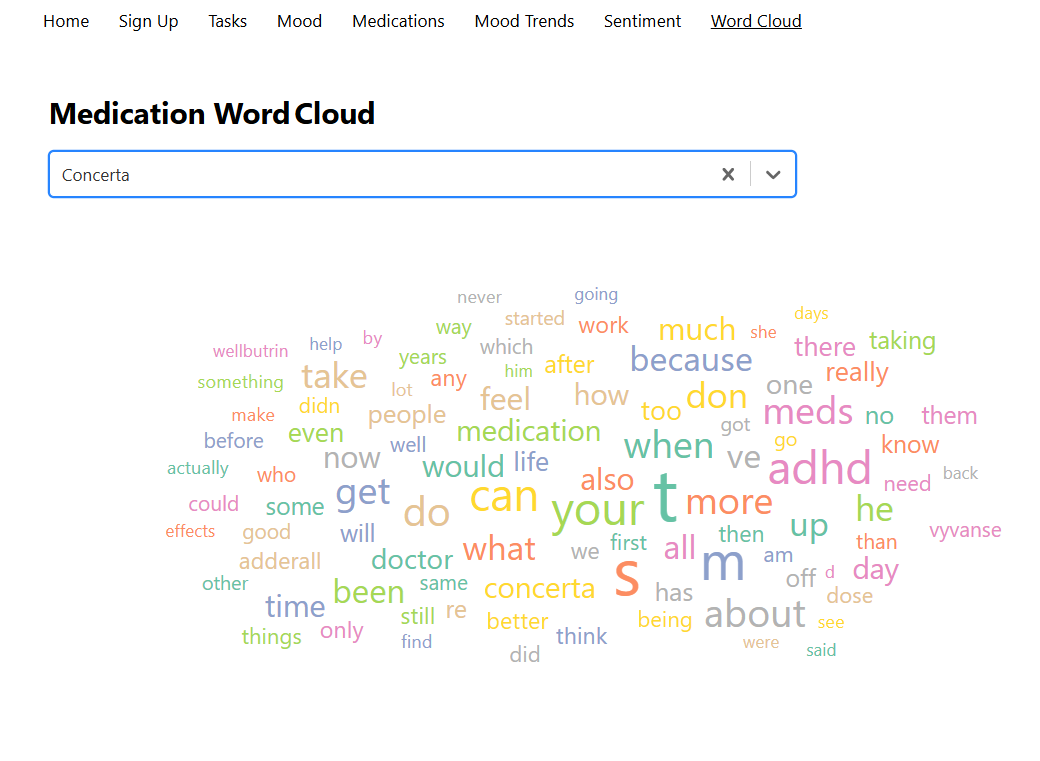 Home Sign Up Tasks Mood Medications Mood Trends Sentiment Word Cloud
Medication Word Cloud
Concerta
never going
way started work much she days
wellbutrin help by years which him after because there taking
something take lot any feel how don one really
make didn people too meds no them
before even well medication when got go know
actually who now would life also ve adhd need back
could some get do can your t more he
effects good will what we first all then up than vyvanse
adderall doctor m am day
other time been same concerta s has off d dose
things only still re better think being about see
find did were said